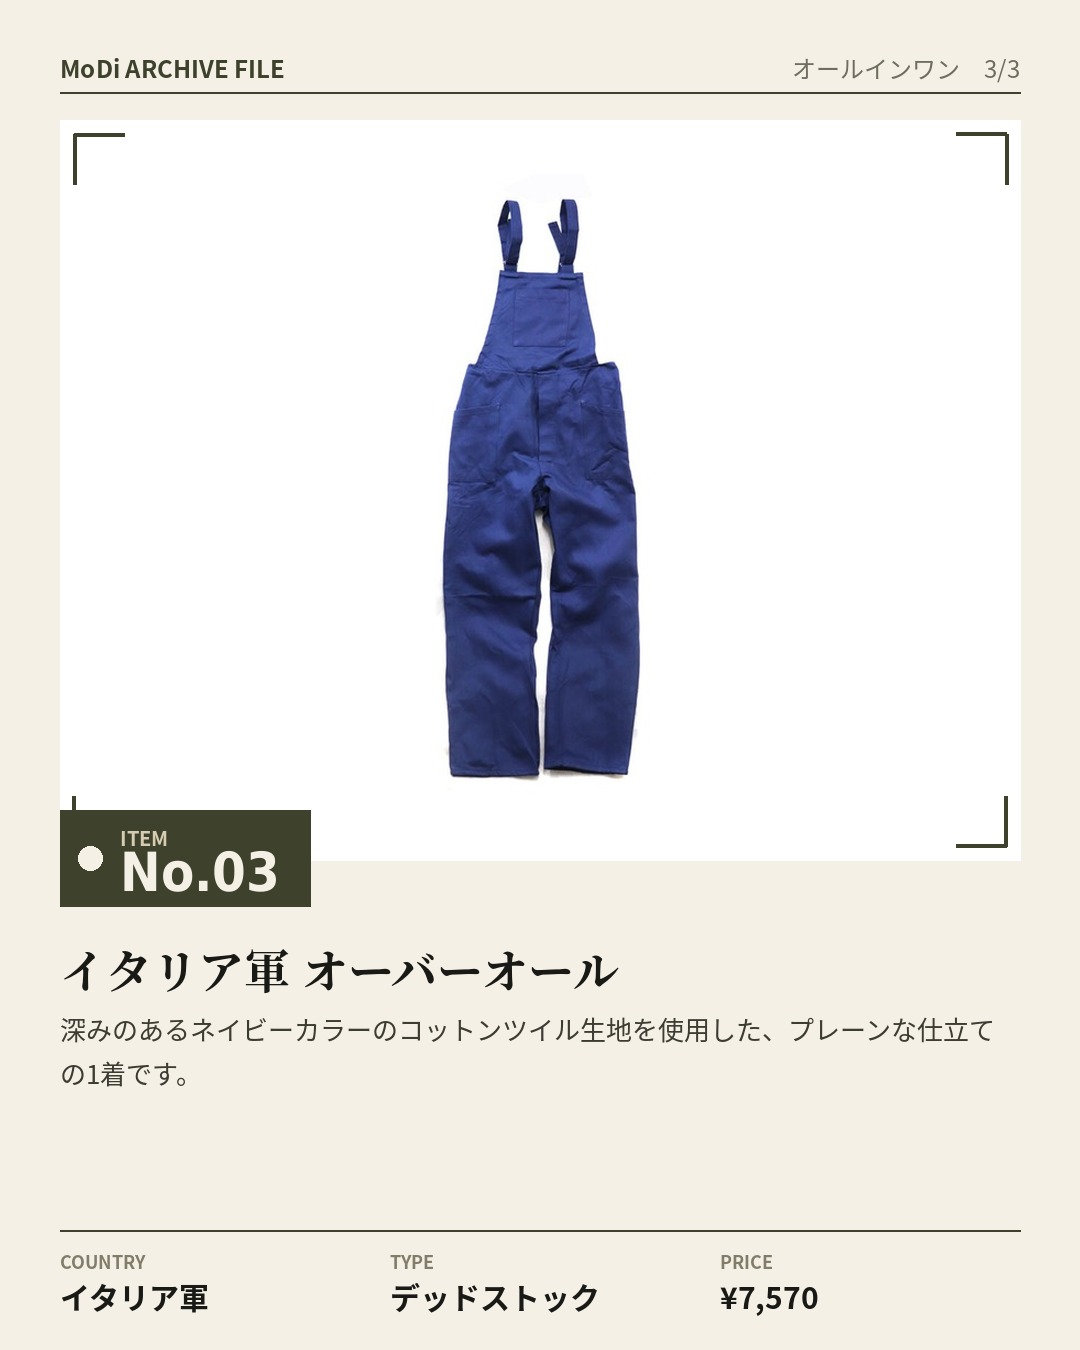 MoDi ARCHIVE FILE
オールインワン 3/3
ITEM
No.03
イタリア軍 オーバーオール
深みのあるネイビーカラーのコットンツイル生地を使用した、プレーンな仕立て
の1着です。
COUNTRY
イタリア軍
TYPE
デッドストック
PRICE
¥7,570